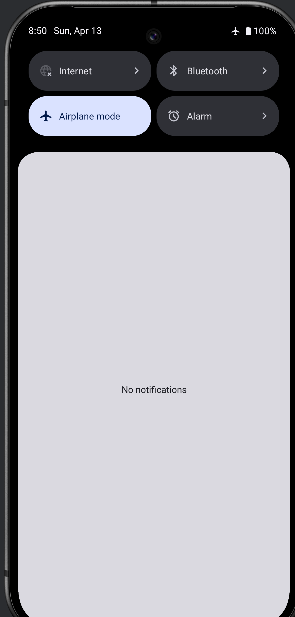 8:50 Sun, Apr 13 100%
Internet Bluetooth
Airplane mode Alarm
No notifications